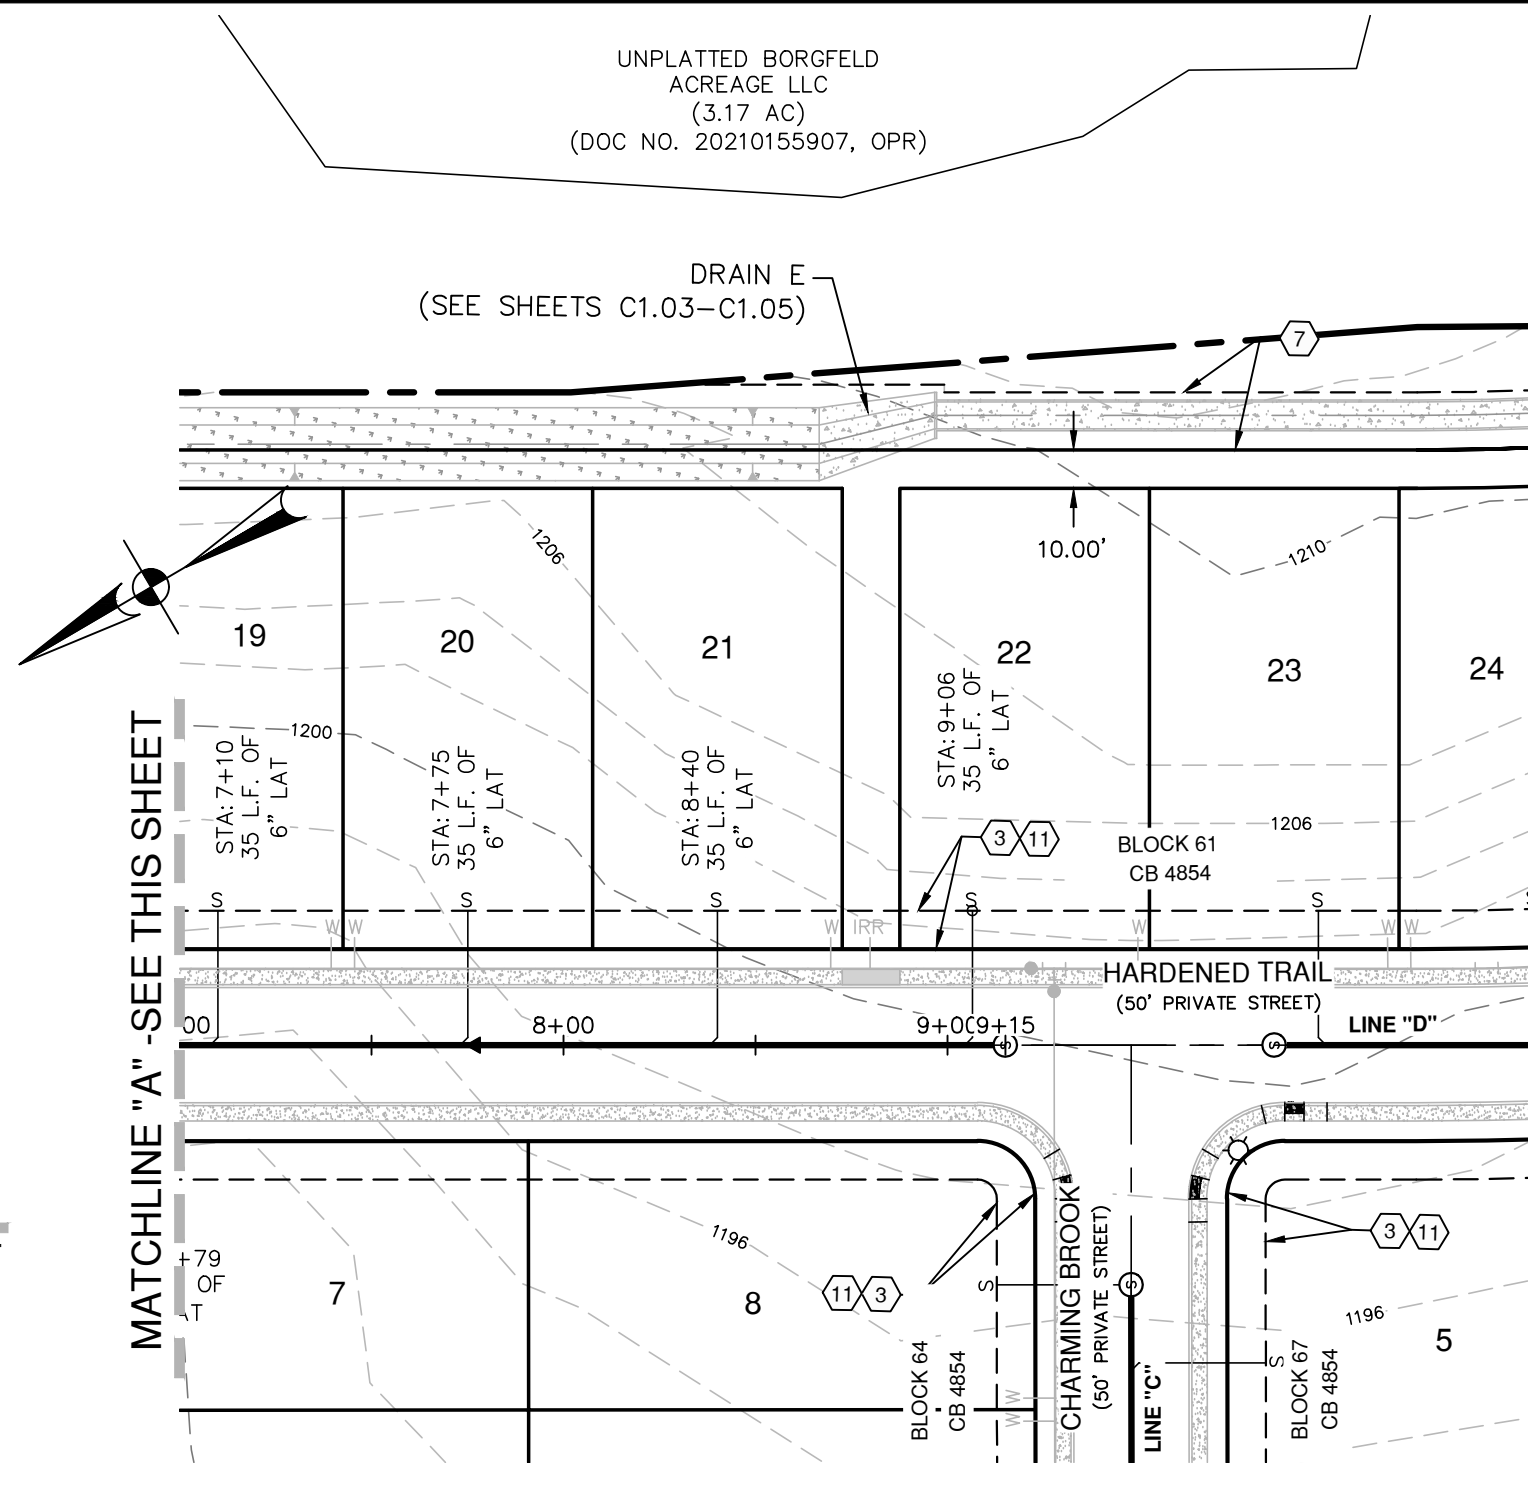 UNPLATTED BORGFELD
ACREAGE LLC
(3.17 AC)
(DOC NO. 20210155907, OPR)
DRAIN E
(SEE SHEETS C1.03-C1.05)
7
10.00'
1206
1210
19
20
21
22
23
24
1200
STA: 7+10
35 L.F. OF
6" LAT
STA: 7+75
35 L.F. OF
6" LAT
STA: 8+40
35 L.F. OF
6" LAT
STA: 9+06
35 L.F. OF
6" LAT
1206
3 11
BLOCK 61
CB 4854
S
S
S
S
S
W W
W
IRR
W
W W
HARDENED TRAIL
(50' PRIVATE STREET)
00
8+00
9+00
9+15
LINE "D"
S
S
MATCHLINE "A" -SEE THIS SHEET
+79
OF
AT
7
1196
8
11 3
S
S
BLOCK 64
CB 4854
W
W
CHARMING BROOK
(50' PRIVATE STREET)
LINE "C"
3 11
S
BLOCK 67
CB 4854
1196
5